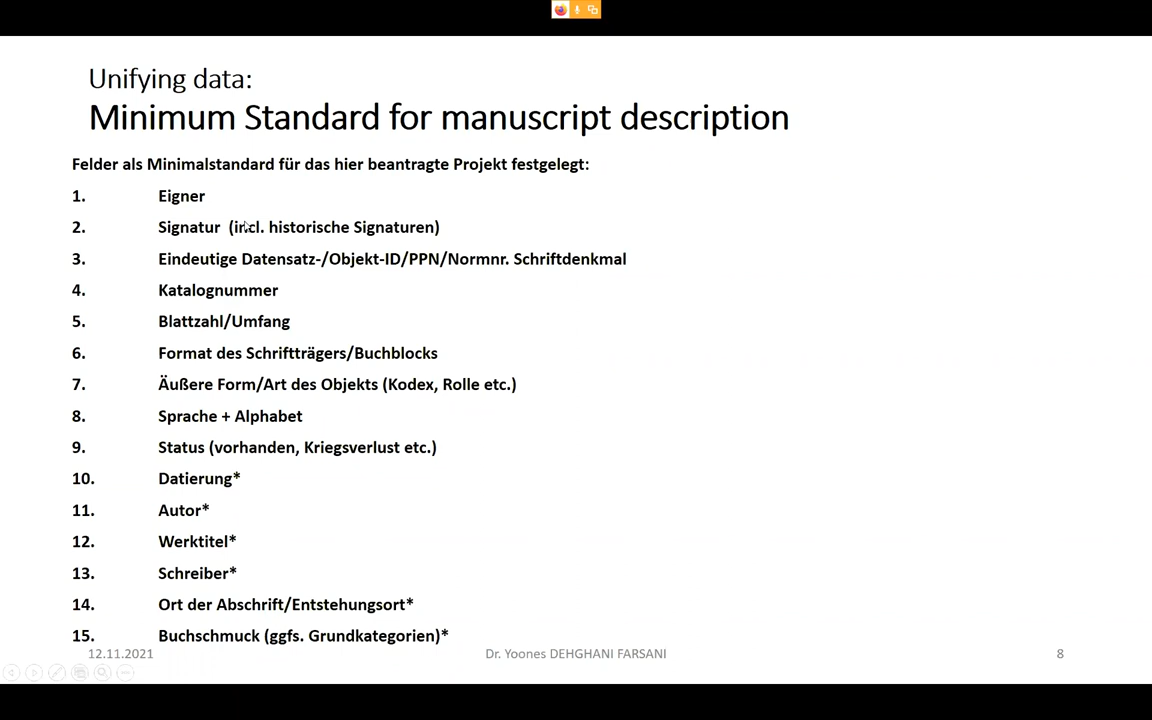 Unifying data:
Minimum Standard for manuscript description
Felder als Minimalstandard für das hier beantragte Projekt festgelegt:
1. Eigner
2. Signatur (incl. historische Signaturen)
3. Eindeutige Datensatz-/Objekt-ID/PPN/Normnr. Schriftdenkmal
4. Katalognummer
5. Blattzahl/Umfang
6. Format des Schriftträgers/Buchblocks
7. Äußere Form/Art des Objekts (Kodex, Rolle etc.)
8. Sprache + Alphabet
9. Status (vorhanden, Kriegsverlust etc.)
10. Datierung*
11. Autor*
12. Werktitel*
13. Schreiber*
14. Ort der Abschrift/Entstehungsort*
15. Buchschmuck (ggfs. Grundkategorien)*
12.11.2021 Dr. Yoones DEHGHANI FARSANI 8